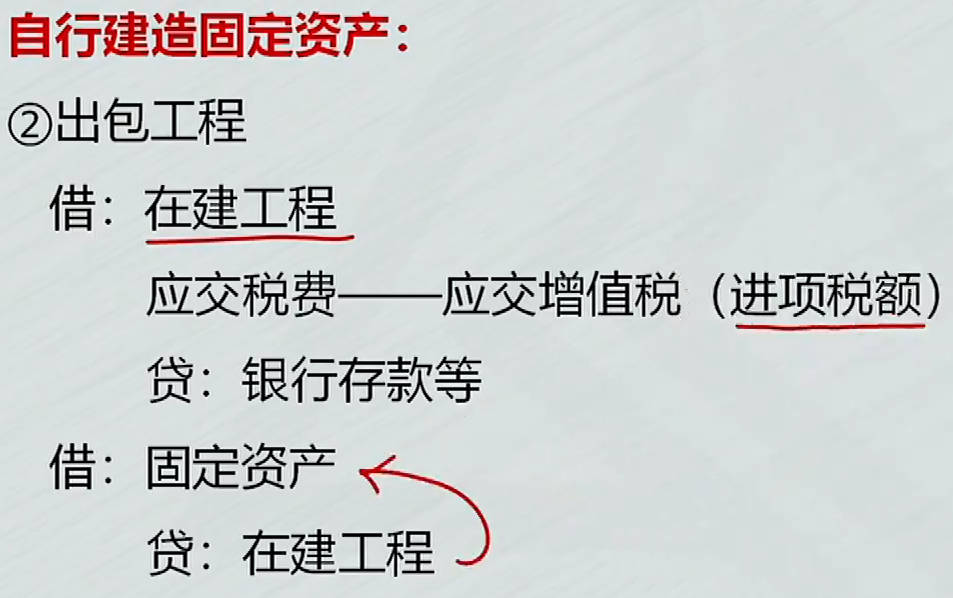 自行建造固定资产：
②出包工程
借：在建工程
应交税费——应交增值税（进项税额）
贷：银行存款等
借：固定资产
贷：在建工程